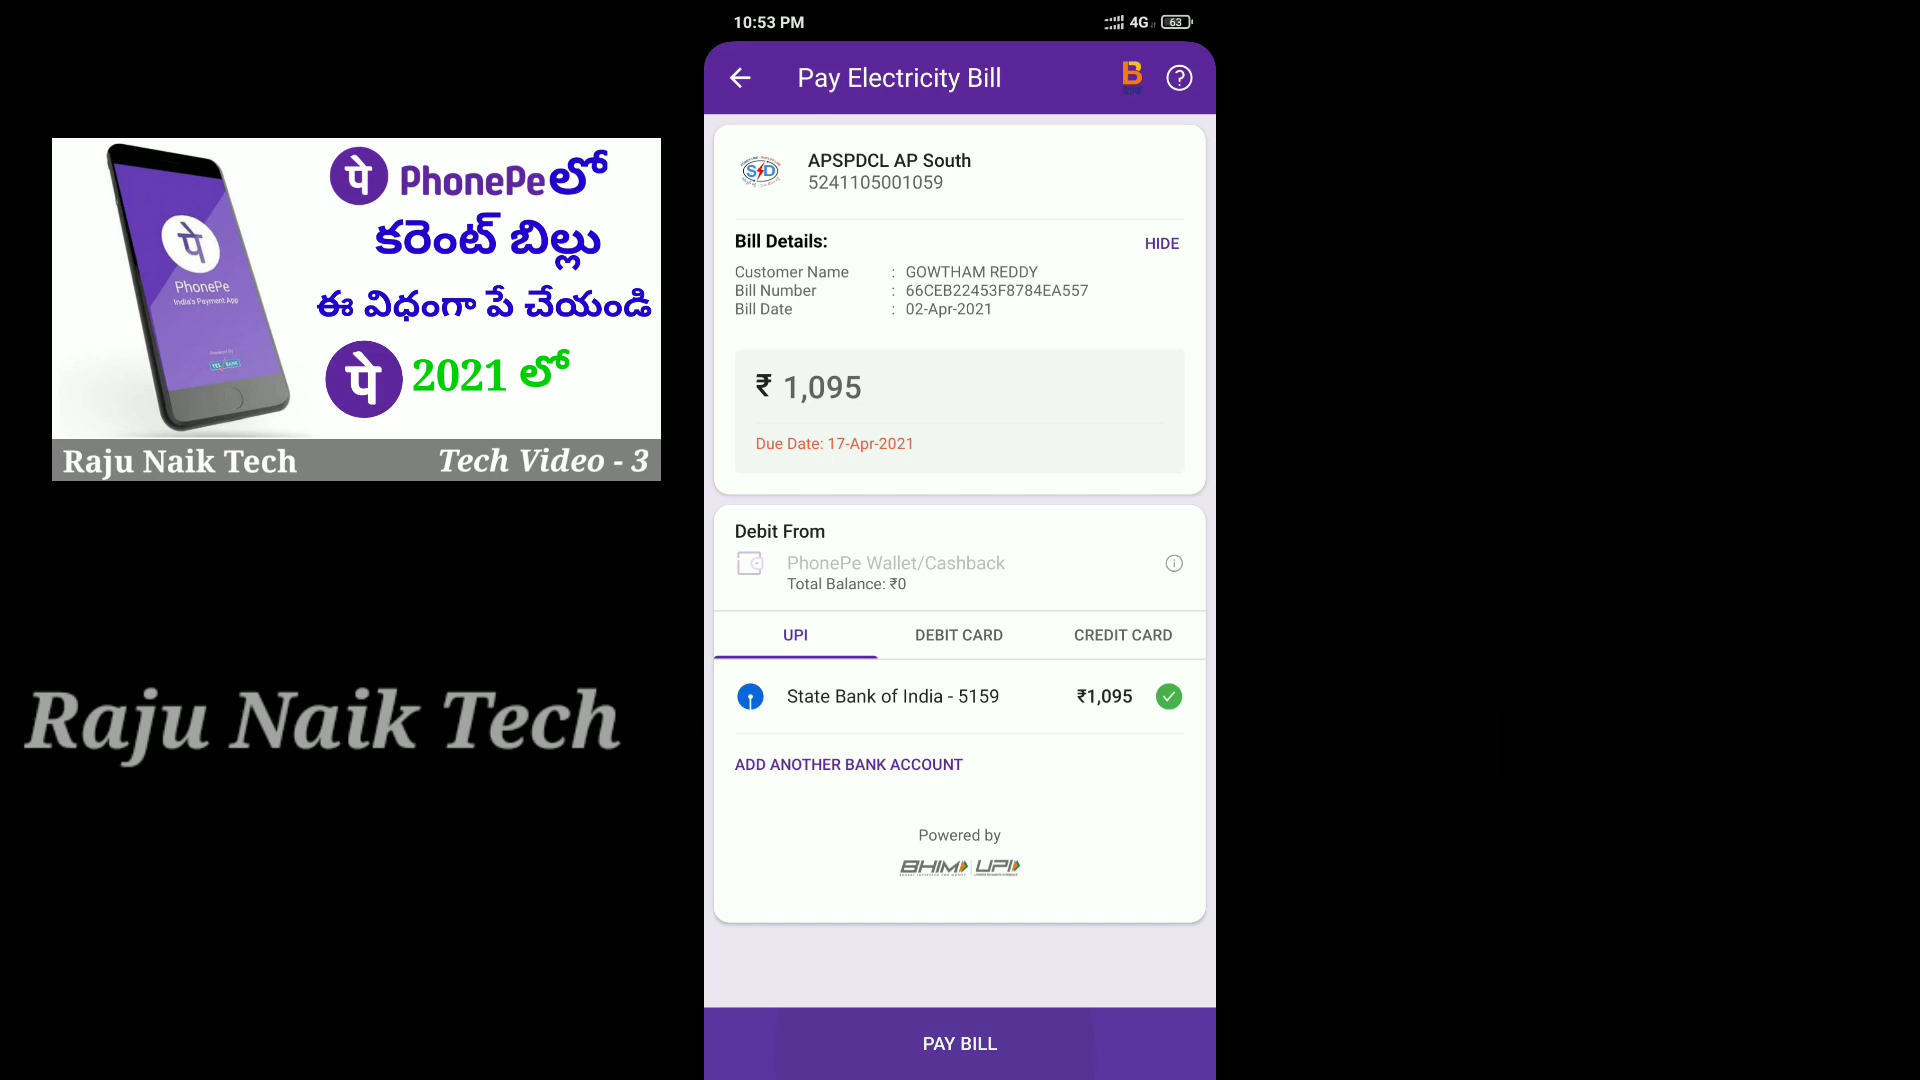 पे PhonePeలో
కరెంట్ బిల్లు
ఈ విధంగా పే చేయండి
पे 2021 లో
पे
PhonePe
India's Payment App
Powered By
YES BANK
Raju Naik Tech Tech Video - 3
Raju Naik Tech
10:53 PM 4G 63
Pay Electricity Bill B ?
APSPDCL AP South
5241105001059
Bill Details: HIDE
Customer Name : GOWTHAM REDDY
Bill Number : 66CEB22453F8784EA557
Bill Date : 02-Apr-2021
₹ 1,095
Due Date: 17-Apr-2021
Debit From
PhonePe Wallet/Cashback
Total Balance: ₹0
UPI DEBIT CARD CREDIT CARD
State Bank of India - 5159 ₹1,095
ADD ANOTHER BANK ACCOUNT
Powered by
BHIM UPI
PAY BILL